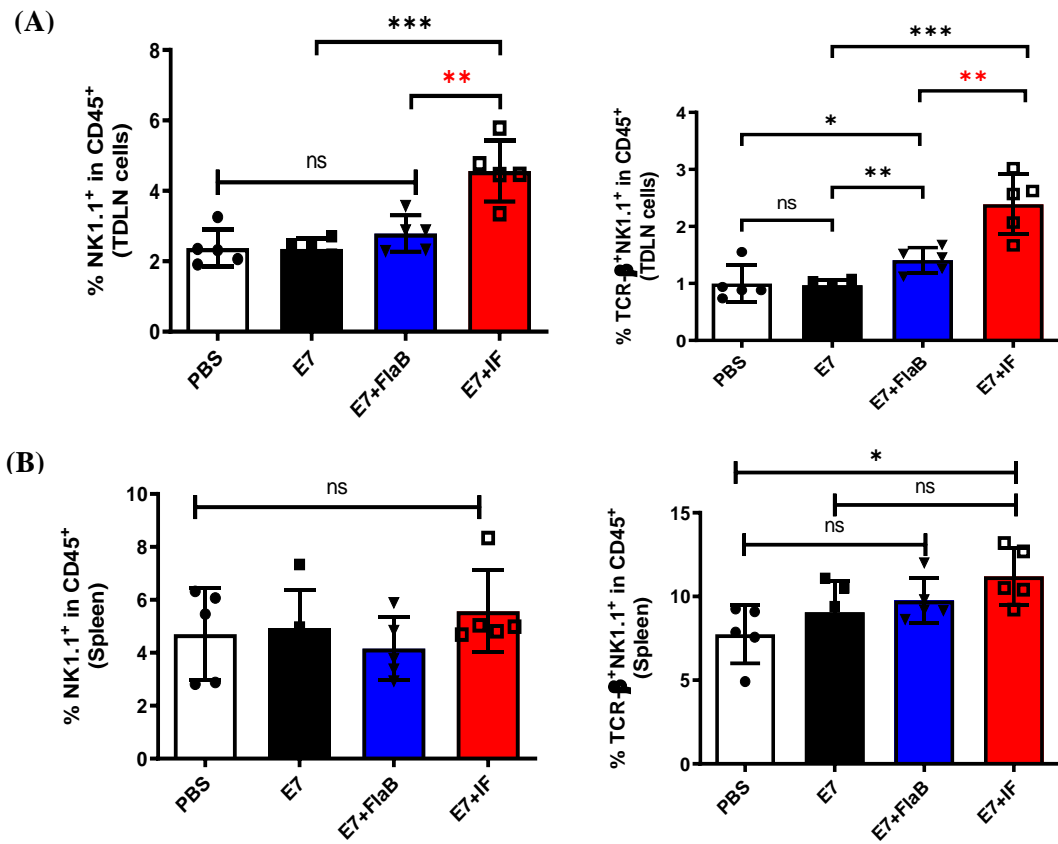 (A)
***
**
ns
% NK1.1⁺ in CD45⁺
(TDLN cells)
8
6
4
2
0
PBS
E7
E7+FlaB
E7+IF
***
**
*
**
ns
% TCR-β⁺NK1.1⁺ in CD45⁺
(TDLN cells)
4
3
2
1
0
PBS
E7
E7+FlaB
E7+IF
(B)
ns
% NK1.1⁺ in CD45⁺
(Spleen)
10
8
6
4
2
0
PBS
E7
E7+FlaB
E7+IF
*
ns
ns
% TCR-β⁺NK1.1⁺ in CD45⁺
(Spleen)
15
10
5
0
PBS
E7
E7+FlaB
E7+IF